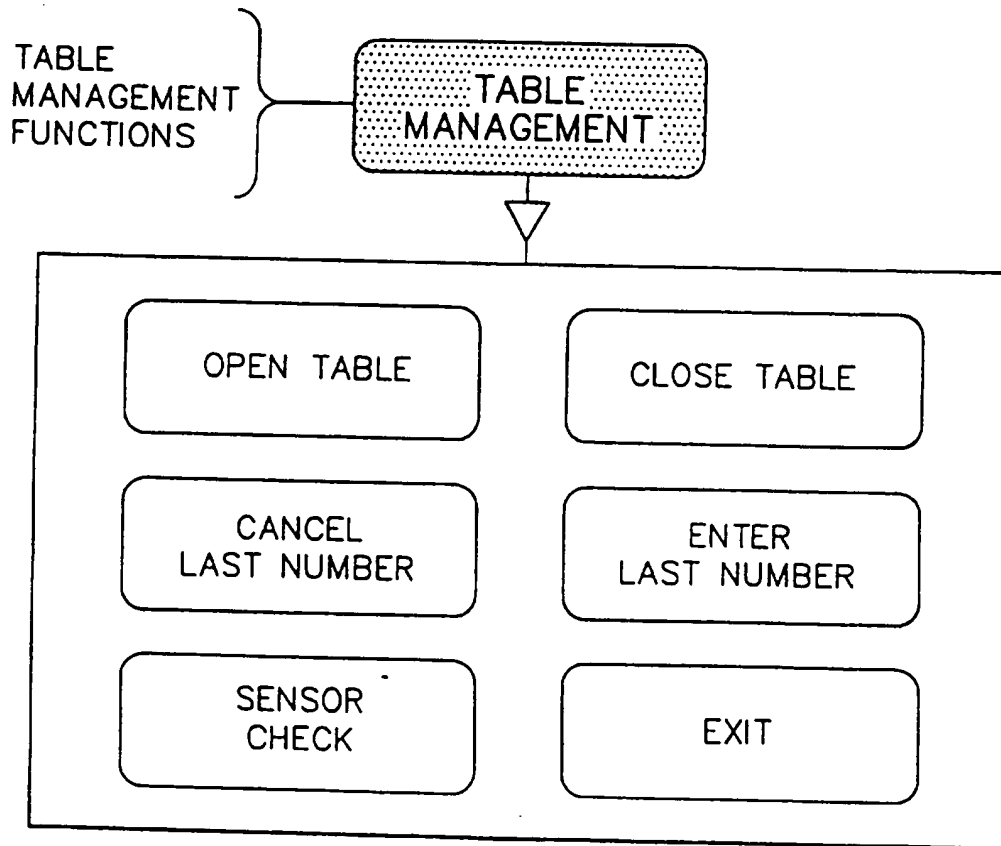 TABLE
MANAGEMENT
FUNCTIONS
TABLE
MANAGEMENT
OPEN TABLE
CLOSE TABLE
CANCEL
LAST NUMBER
ENTER
LAST NUMBER
SENSOR
CHECK
EXIT